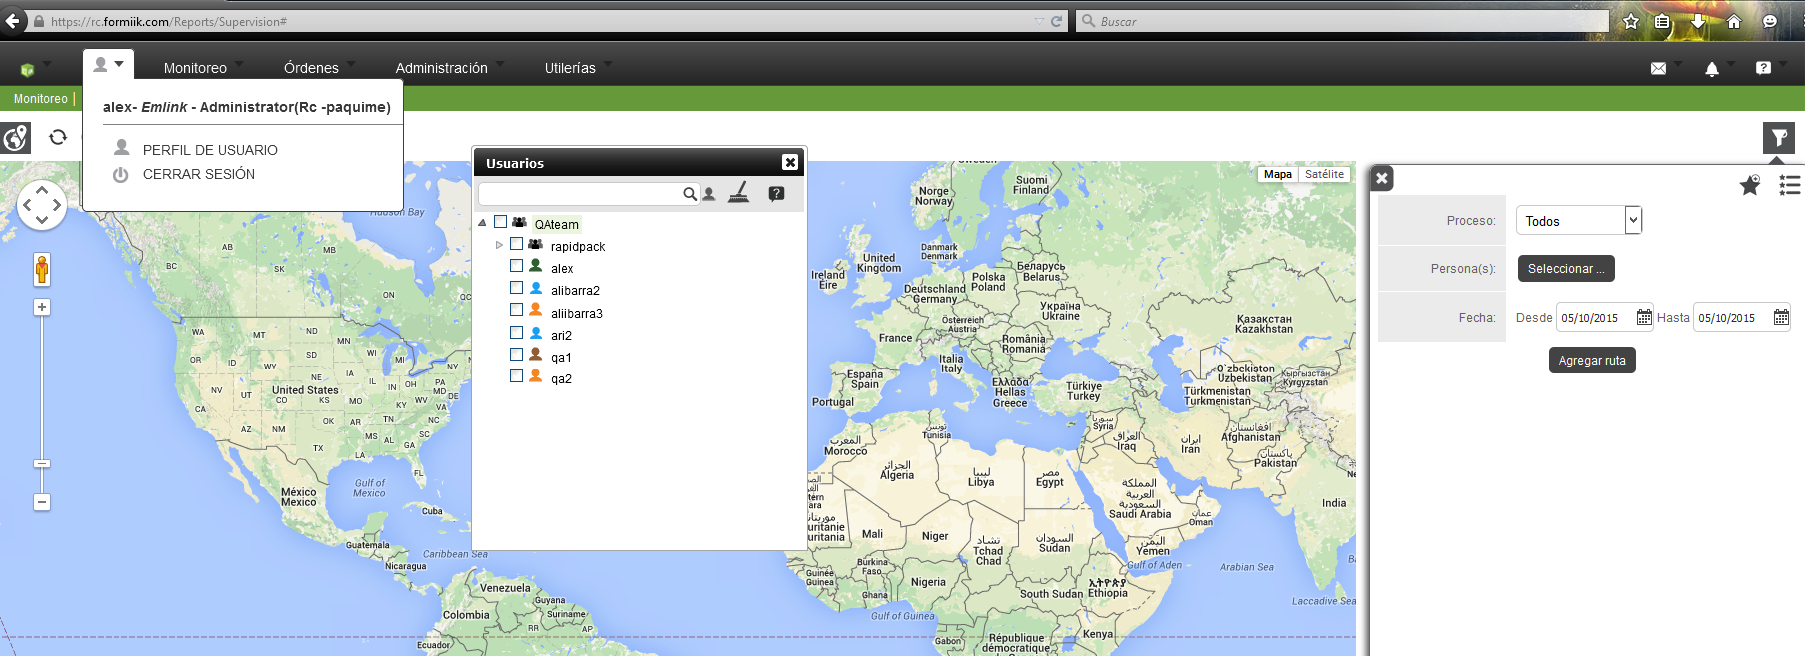 https://rc.formiik.com/Reports/Supervision#
Buscar
Monitoreo
Órdenes
Administración
Utilerías
Monitoreo |
alex- Emlink - Administrator(Rc -paquime)
PERFIL DE USUARIO
CERRAR SESIÓN
Usuarios
QAteam
rapidpack
alex
alibarra2
aliibarra3
ari2
qa1
qa2
Mapa
Satélite
Proceso:
Todos
Persona(s):
Seleccionar ...
Fecha:
Desde
05/10/2015
Hasta
05/10/2015
Agregar ruta
Hudson Bay
AB
BC
SK
MB
ON
WA
MT
ND
MN
OR
ID
SD
WI
MI
WY
NE
IA
IL
IN
OH
PA
NV
UT
United States
CO
KS
MO
KY
WV
VA
MD
DE
CA
AZ
NM
OK
AR
TN
NC
TX
MS
AL
SC
LA
GA
FL
Gulf of
Mexico
México
Mexico
Cuba
Guatemala
Nicaragua
Caribbean Sea
Venezuela
Guyana
Colombia
Suriname
RR
AP
Ecuador
Sweden
Norge
Norway
Suomi
Finland
Danmark
Denmark
United
Kingdom
Ireland
Éire
Polska
Poland
Беларусь
Belarus
Deutschland
Germany
Україна
Ukraine
Österreich
Austria
France
România
Romania
Қазақстан
Kazakhstan
Italia
Italy
España
Spain
Portugal
Ελλάδα
Hellas
Greece
Türkiye
Turkey
Oʻzbekiston
Uzbekistan
Кыргызстан
Kyrgyzstan
Türkmenistan
Turkmenistan
تونس
Tunisia
سوريا
Syria
العراق
Iraq
ایران
Iran
افغانستان
Afghanistan
پاکستان
Pakistan
المغرب
Morocco
الجزائر
Algeria
ليبيا
Libya
مصر
Egypt
المملكة
العربية
السعودية
Saudi Arabia
عمان
Oman
India
موريتانيا
uritanie
uritania
Mali
Niger
تشاد
Tchad
Chad
السودان
Sudan
اليمن
Yemen
Gulf of Aden
Arabian Sea
Guinée
Guinea
Burkina
Faso
Ghana
Nigeria
ኢትዮጵያ
South Sudan
Ethiopia
Laccadive Sea
Gulf of Guinea
Gabon
République
démocratique
Kenya